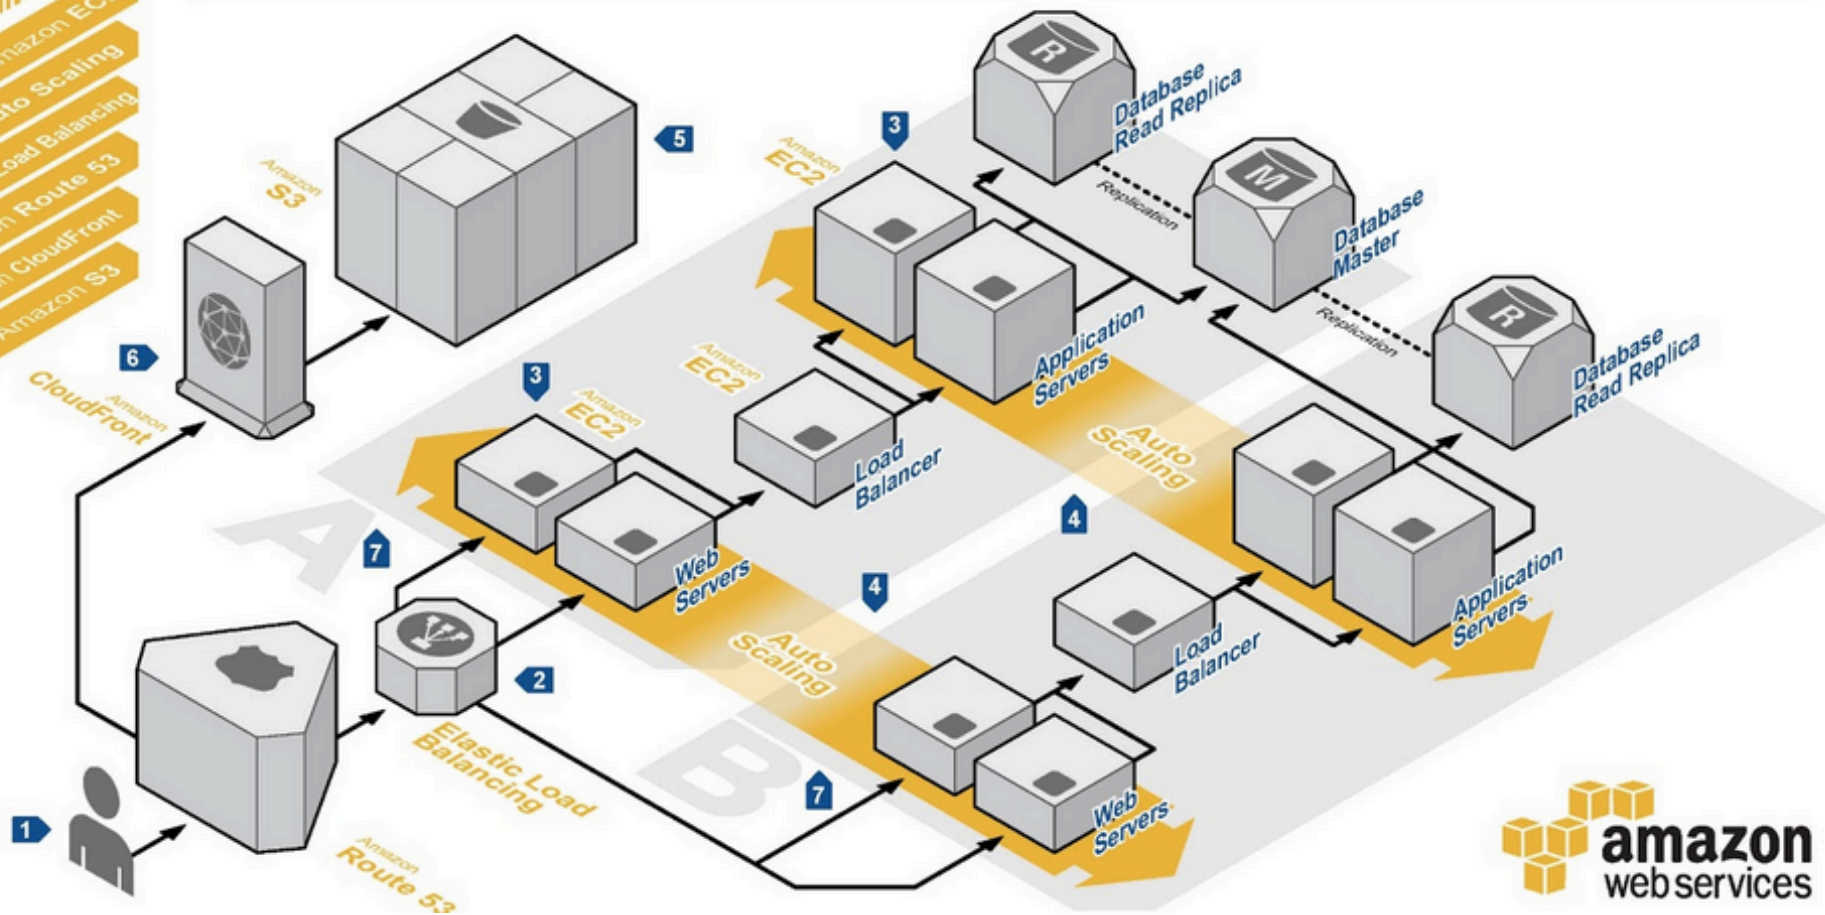 Amazon EC2
Auto Scaling
Load Balancing
Route 53
CloudFront
Amazon S3
Amazon
S3
5
6
Amazon
CloudFront
3
Amazon
EC2
R
Database
Read Replica
Replication
M
Database
Master
Replication
R
Database
Read Replica
3
Amazon
EC2
Amazon
EC2
Application
Servers
Load
Balancer
Auto
Scaling
4
4
A
7
Web
Servers
Auto
Scaling
Application
Servers
Load
Balancer
2
Elastic Load
Balancing
B
7
Web
Servers
1
Amazon
Route 53
amazon
web services